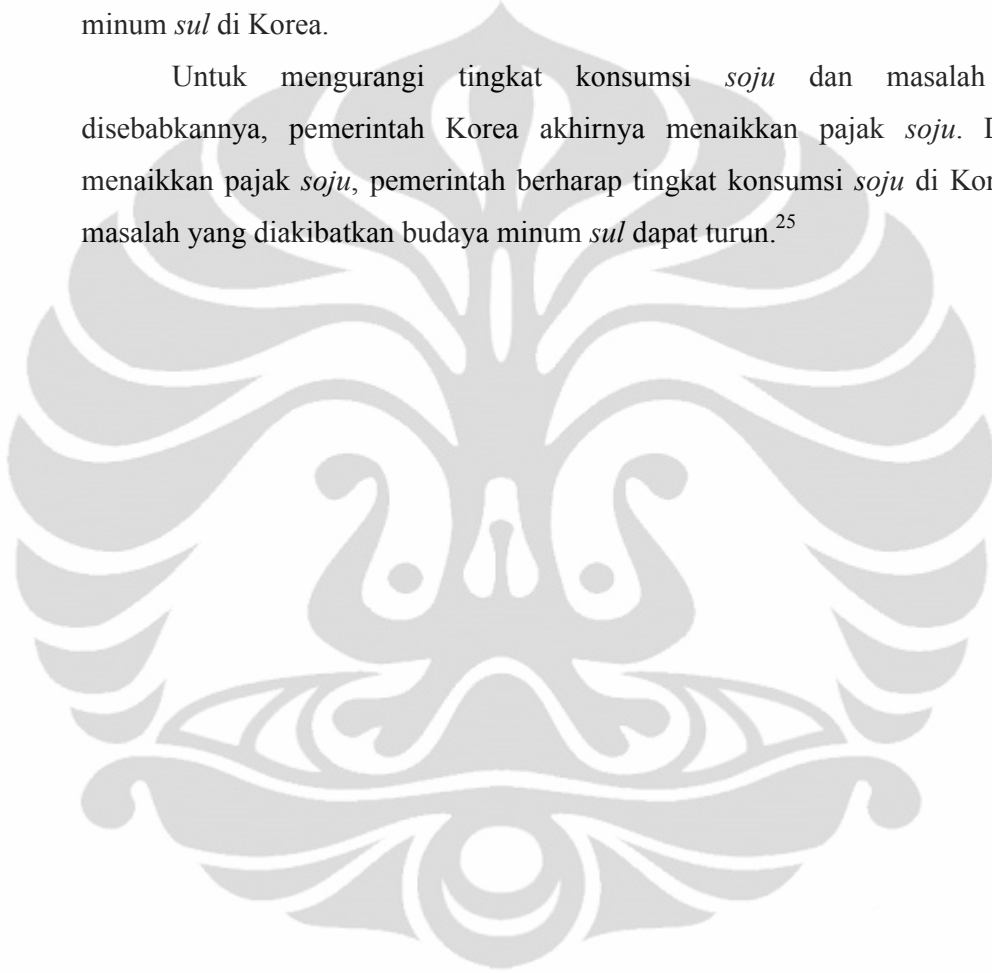 minum sul di Korea.
Untuk mengurangi tingkat konsumsi soju dan masalah
disebabkannya, pemerintah Korea akhirnya menaikkan pajak soju.
menaikkan pajak soju, pemerintah berharap tingkat konsumsi soju di
masalah yang diakibatkan budaya minum sul dapat turun.25